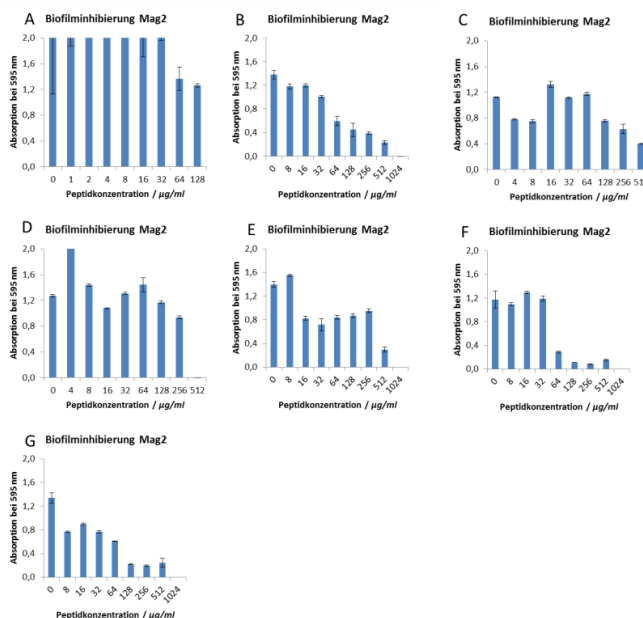 A Biofilminhibierung Mag2
Absorption bei 595 nm
2,0
1,6
1,2
0,8
0,4
0,0
0 1 2 4 8 16 32 64 128
Peptidkonzentration / µg/ml
B Biofilminhibierung Mag2
Absorption bei 595 nm
2,0
1,6
1,2
0,8
0,4
0,0
0 8 16 32 64 128 256 512 1024
Peptidkonzentration / µg/ml
C Biofilminhibierung Mag2
Absorption bei 595 nm
2,0
1,6
1,2
0,8
0,4
0,0
0 4 8 16 32 64 128 256
Peptidkonzentration / µg/ml
D Biofilminhibierung Mag2
Absorption bei 595 nm
2,0
1,6
1,2
0,8
0,4
0,0
0 4 8 16 32 64 128 256 512
Peptidkonzentration / µg/ml
E Biofilminhibierung Mag2
Absorption bei 595 nm
2,0
1,6
1,2
0,8
0,4
0,0
0 8 16 32 64 128 256 512 1024
Peptidkonzentration / µg/ml
F Biofilminhibierung Mag2
Absorption bei 595 nm
2,0
1,6
1,2
0,8
0,4
0,0
0 8 16 32 64 128 256 512 1024
Peptidkonzentration / µg/ml
G Biofilminhibierung Mag2
Absorption bei 595 nm
2,0
1,6
1,2
0,8
0,4
0,0
0 8 16 32 64 128 256 512 1024
Peptidkonzentration / µg/ml